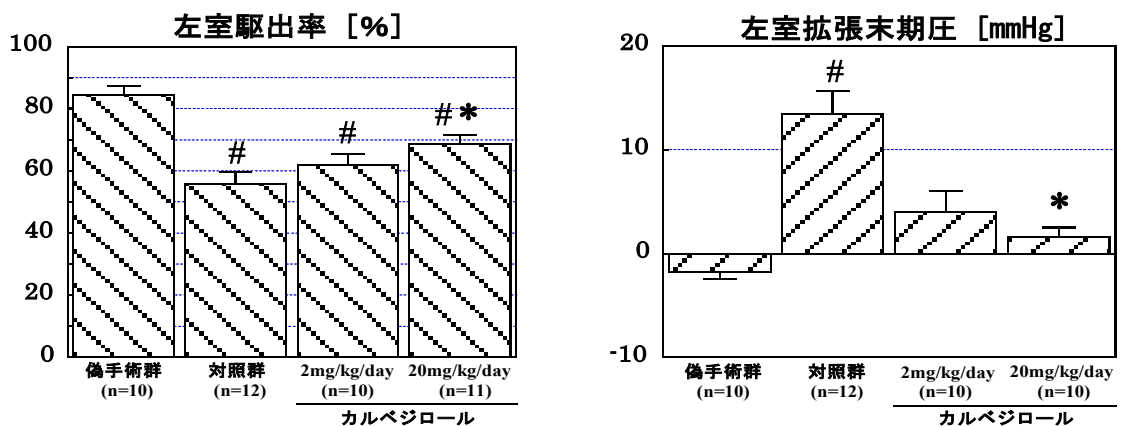 左室駆出率 [%]
100
80
60
40
20
0
#
#
# *
偽手術群
(n=10)
対照群
(n=12)
2mg/kg/day
(n=10)
20mg/kg/day
(n=11)
カルベジロール
左室拡張末期圧 [mmHg]
20
10
0
-10
#
*
偽手術群
(n=10)
対照群
(n=12)
2mg/kg/day
(n=10)
20mg/kg/day
(n=10)
カルベジロール